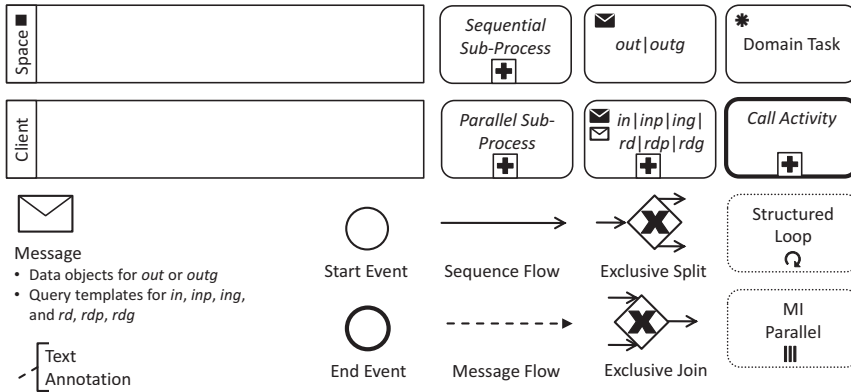 Space
Sequential
Sub-Process
out|outg
Domain Task
Client
Parallel Sub-
Process
in|inp|ing|
rd|rdp|rdg
Call Activity
Message
• Data objects for out or outg
• Query templates for in, inp, ing,
and rd, rdp, rdg
Start Event
Sequence Flow
Exclusive Split
Structured
Loop
Text
Annotation
End Event
Message Flow
Exclusive Join
MI
Parallel